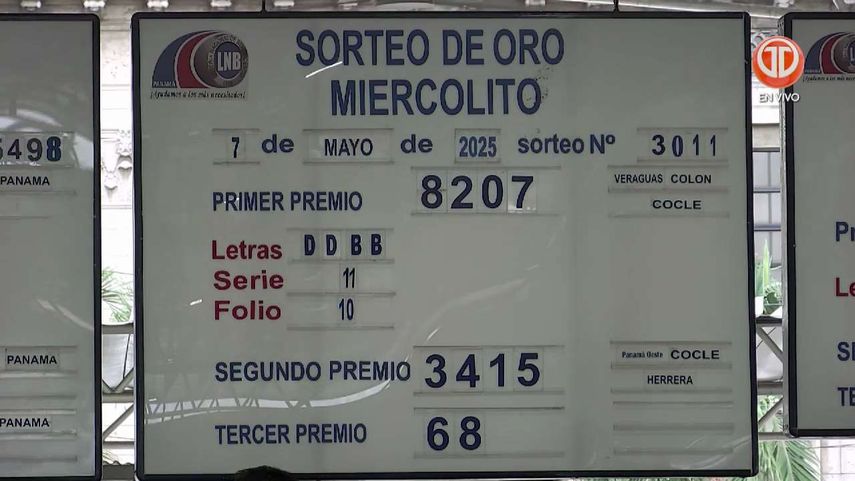 SORTEO DE ORO
MIERCOLITO
LNB
PANAMÁ
¡Ayudamos a los más necesitados!
EN VIVO
7 de MAYO de 2025 sorteo Nº 3011
PRIMER PREMIO 8207 VERAGUAS COLON
COCLE
Letras D D B B
Serie 11
Folio 10
SEGUNDO PREMIO 3415 Panamá Oeste COCLE
HERRERA
TERCER PREMIO 68
5498
PANAMA
PANAMA
PANAMA